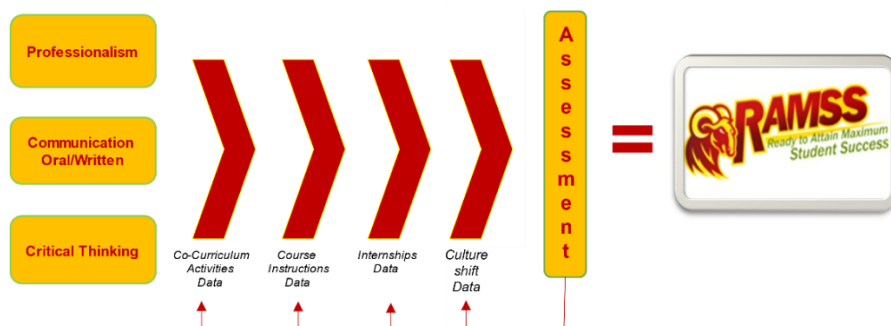 Professionalism
Communication
Oral/Written
Critical Thinking
Co-Curriculum
Activities
Data
Course
Instructions
Data
Internships
Data
Culture
shift
Data
Assessment
=
RAMSS
Ready to Attain Maximum
Student Success